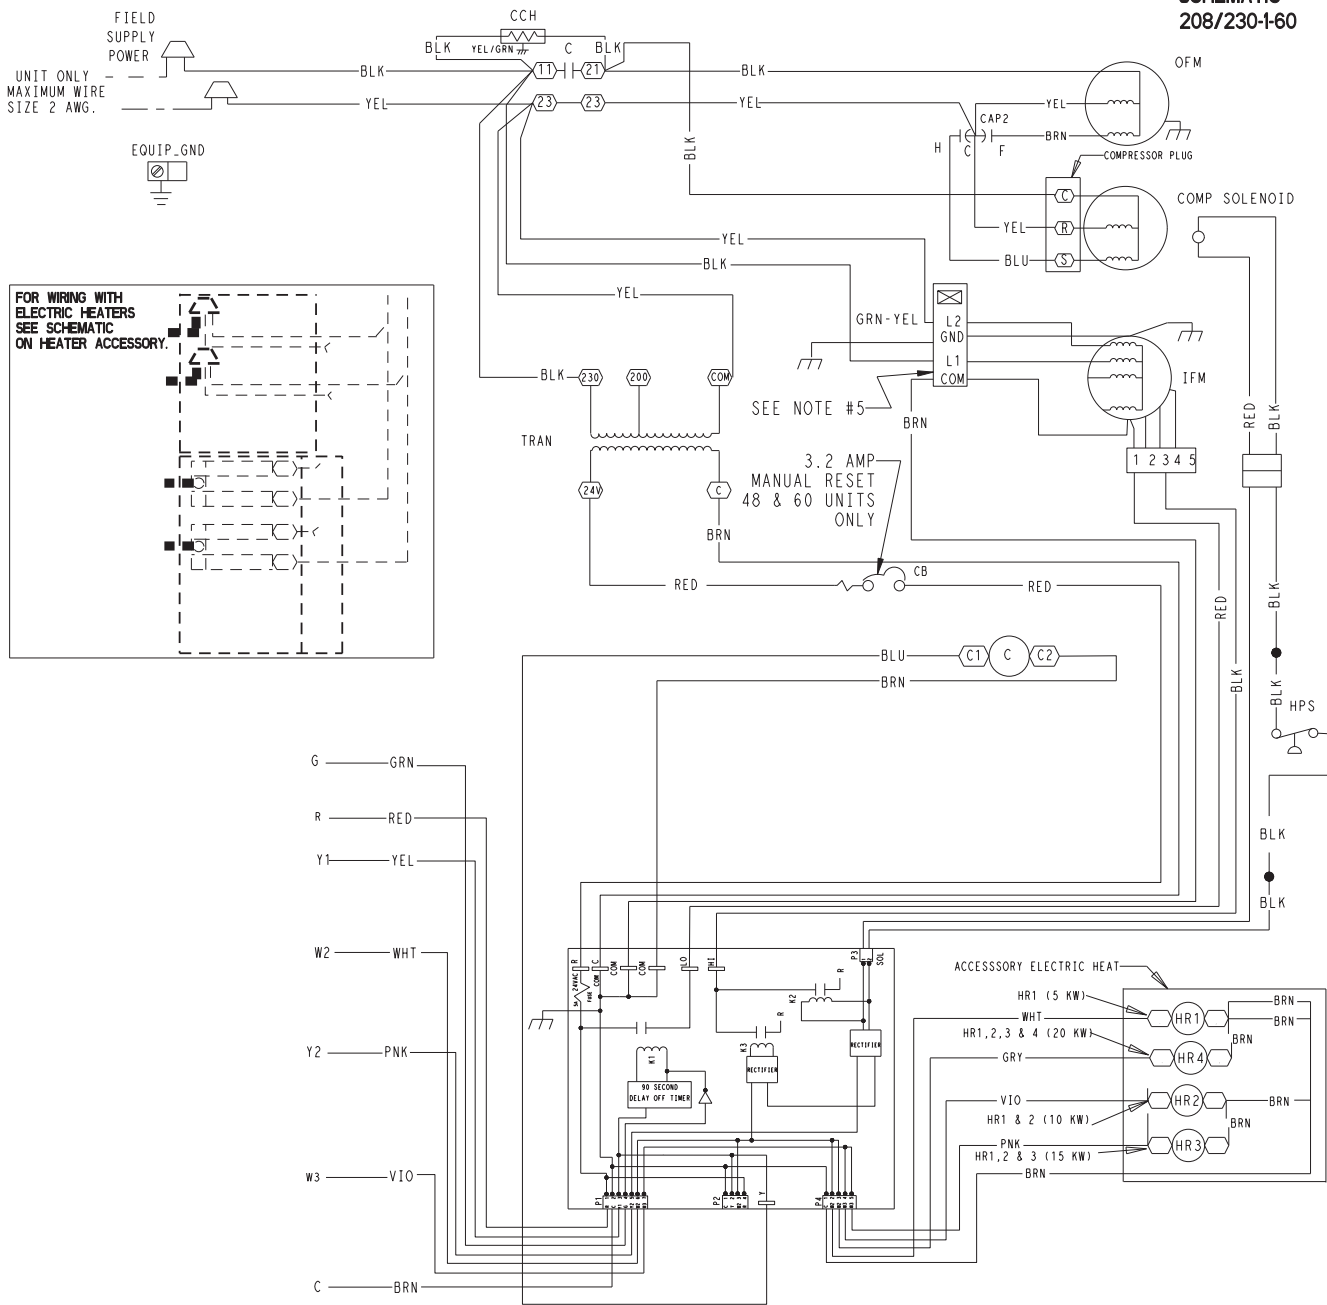 SCHEMATIC
208/230-1-60
FIELD
SUPPLY
POWER
UNIT ONLY
MAXIMUM WIRE
SIZE 2 AWG.
EQUIP_GND
CCH
BLK
YEL/GRN
C
BLK
BLK
11
21
BLK
YEL
23
23
YEL
OFM
YEL
CAP2
BRN
H
C
F
COMPRESSOR PLUG
BLK
C
COMP SOLENOID
YEL
R
BLU
S
YEL
BLK
YEL
FOR WIRING WITH
ELECTRIC HEATERS
SEE SCHEMATIC
ON HEATER ACCESSORY.
GRN-YEL
L2
GND
L1
COM
IFM
BLK
230
200
COM
SEE NOTE #5
BRN
RED
BLK
TRAN
3.2 AMP
MANUAL RESET
48 & 60 UNITS
ONLY
1 2 3 4 5
24V
C
BRN
RED
CB
RED
RED
BLK
BLU
C1
C
C2
BRN
BLK
BLK
HPS
G
GRN
R
RED
Y1
YEL
BLK
BLK
W2
WHT
R
C
COM
COM
LO
HI
P3
SOL
5A
24VAC
FUSE
COM
R
K2
R
K1
K3
RECTIFIER
RECTIFIER
90 SECOND
DELAY OFF TIMER
ACCESSSORY ELECTRIC HEAT
HR1 (5 KW)
WHT
HR1
BRN
BRN
HR1,2,3 & 4 (20 KW)
BRN
GRY
HR4
Y2
PNK
VIO
HR2
BRN
HR1 & 2 (10 KW)
BRN
PNK
HR3
HR1,2 & 3 (15 KW)
BRN
W3
VIO
P1
P2
Y
P4
C
BRN